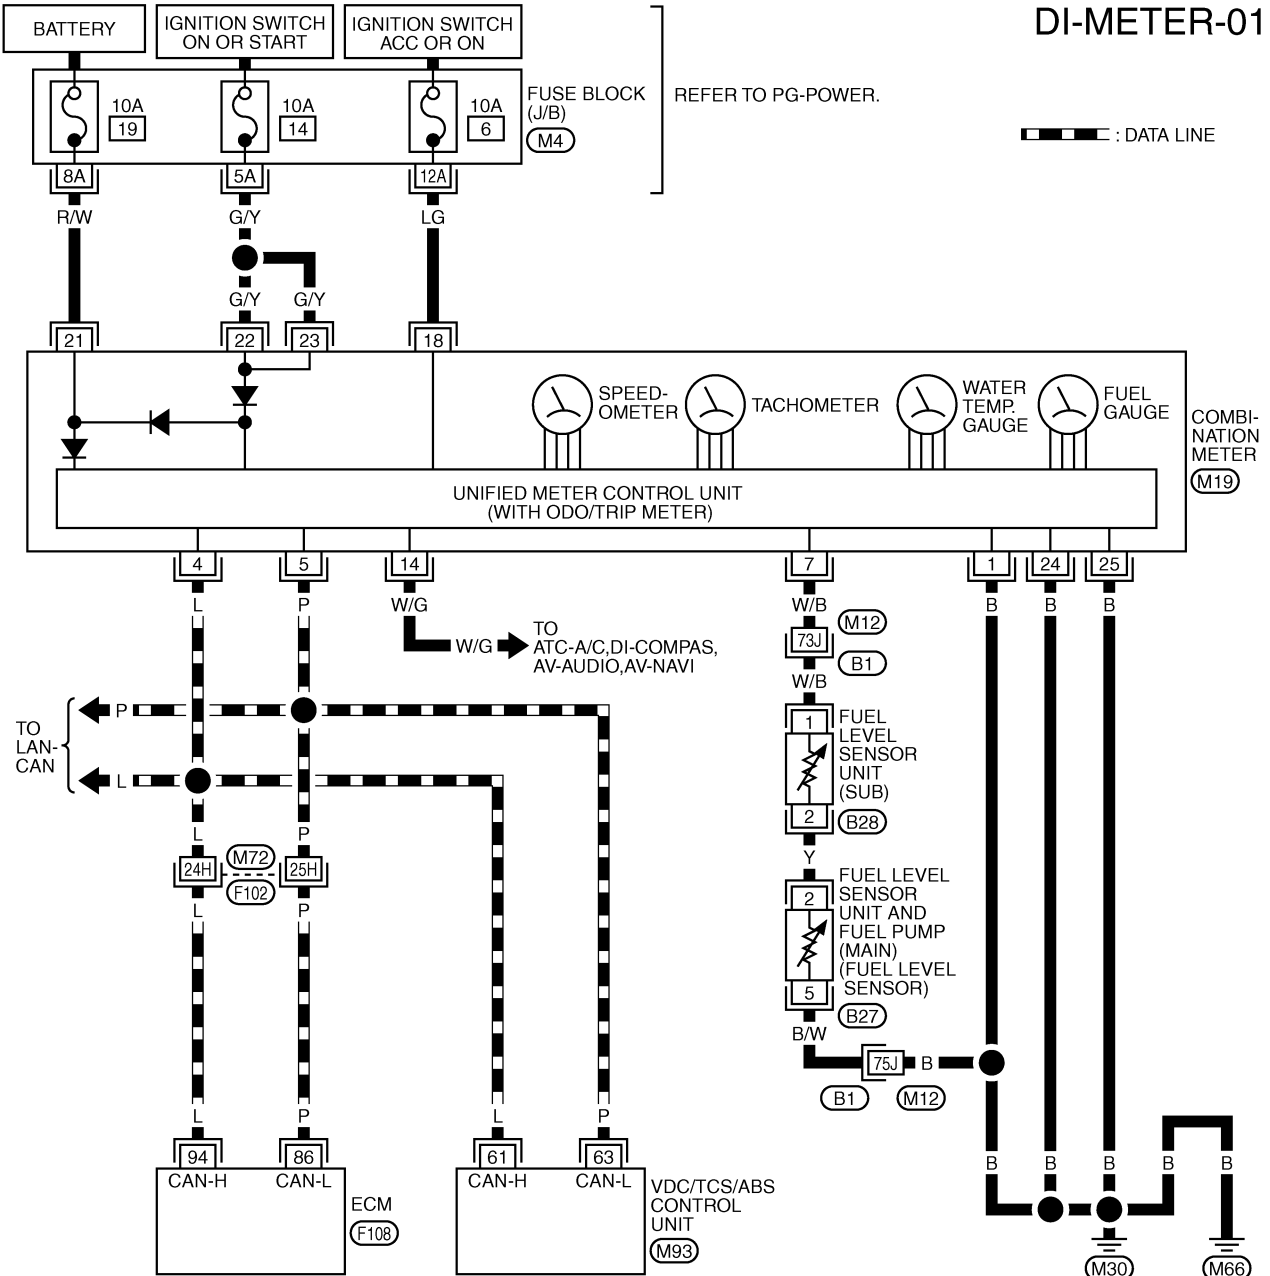 DI-METER-01
BATTERY
IGNITION SWITCH
ON OR START
IGNITION SWITCH
ACC OR ON
10A
19
10A
14
10A
6
FUSE BLOCK
(J/B)
M4
REFER TO PG-POWER.
: DATA LINE
8A
5A
12A
R/W
G/Y
LG
G/Y
G/Y
21
22
23
18
SPEED-
OMETER
TACHOMETER
WATER
TEMP.
GAUGE
FUEL
GAUGE
COMBI-
NATION
METER
M19
UNIFIED METER CONTROL UNIT
(WITH ODO/TRIP METER)
4
5
14
7
1
24
25
L
P
W/G
W/B
B
B
B
W/G
TO
ATC-A/C,DI-COMPAS,
AV-AUDIO,AV-NAVI
M12
73J
B1
W/B
TO
LAN-
CAN
P
L
1
FUEL
LEVEL
SENSOR
UNIT
(SUB)
2
B28
L
P
24H
M72
F102
25H
L
P
Y
2
FUEL LEVEL
SENSOR
UNIT AND
FUEL PUMP
(MAIN)
(FUEL LEVEL
SENSOR)
5
B27
B/W
75J
B
B1
M12
L
P
L
P
94
86
61
63
CAN-H
CAN-L
CAN-H
CAN-L
ECM
F108
VDC/TCS/ABS
CONTROL
UNIT
M93
B
B
B
B
B
M30
M66